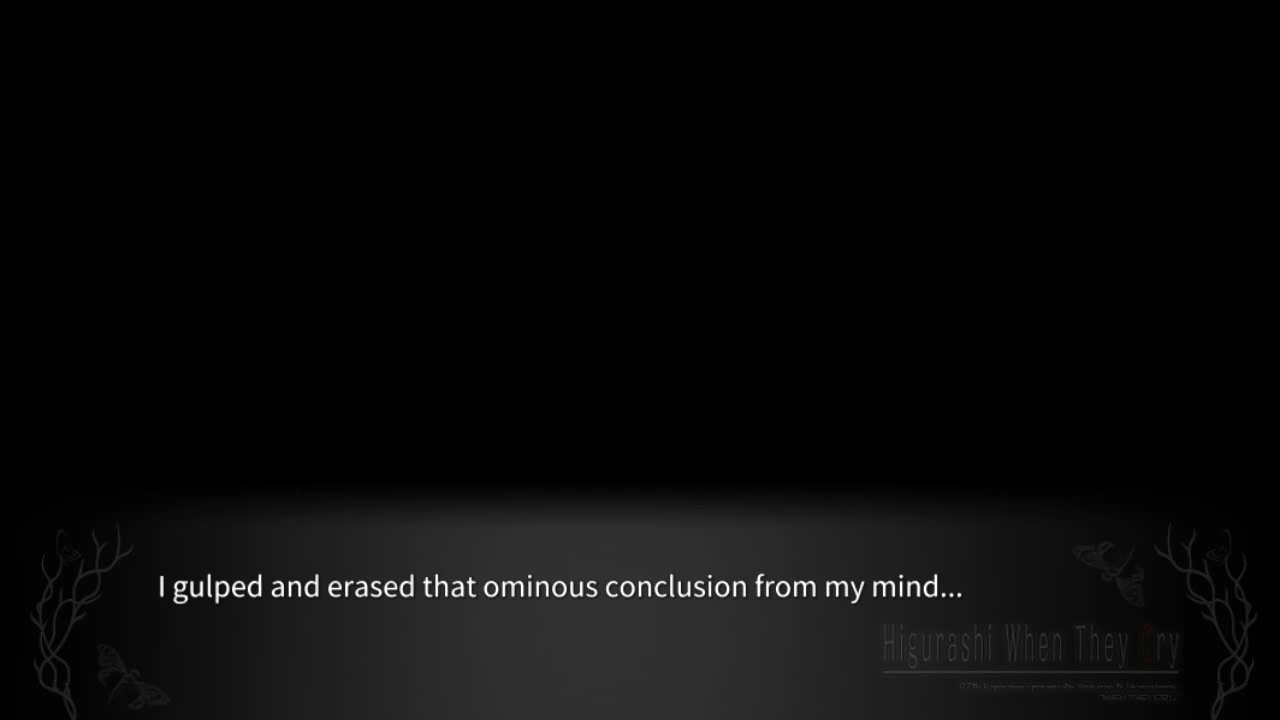 I gulped and erased that ominous conclusion from my mind...
Higurashi When They Cry